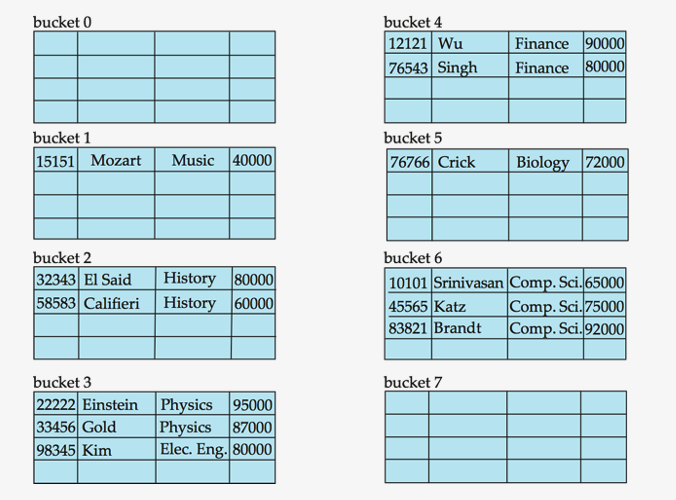 bucket 0
bucket 1
15151 Mozart Music 40000
bucket 2
32343 El Said History 80000
58583 Califieri History 60000
bucket 3
22222 Einstein Physics 95000
33456 Gold Physics 87000
98345 Kim Elec. Eng. 80000
bucket 4
12121 Wu Finance 90000
76543 Singh Finance 80000
bucket 5
76766 Crick Biology 72000
bucket 6
10101 Srinivasan Comp. Sci. 65000
45565 Katz Comp. Sci. 75000
83821 Brandt Comp. Sci. 92000
bucket 7